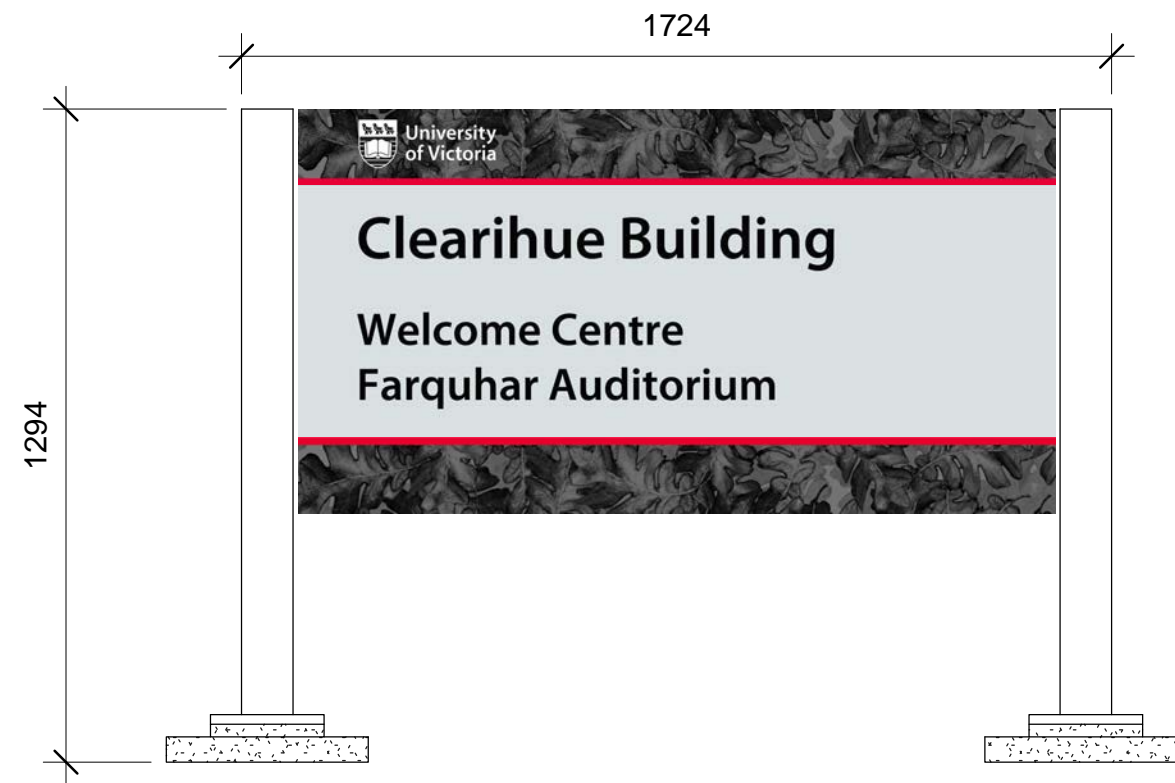 1724
University
of Victoria
Clearihue Building
Welcome Centre
Farquhar Auditorium
1294